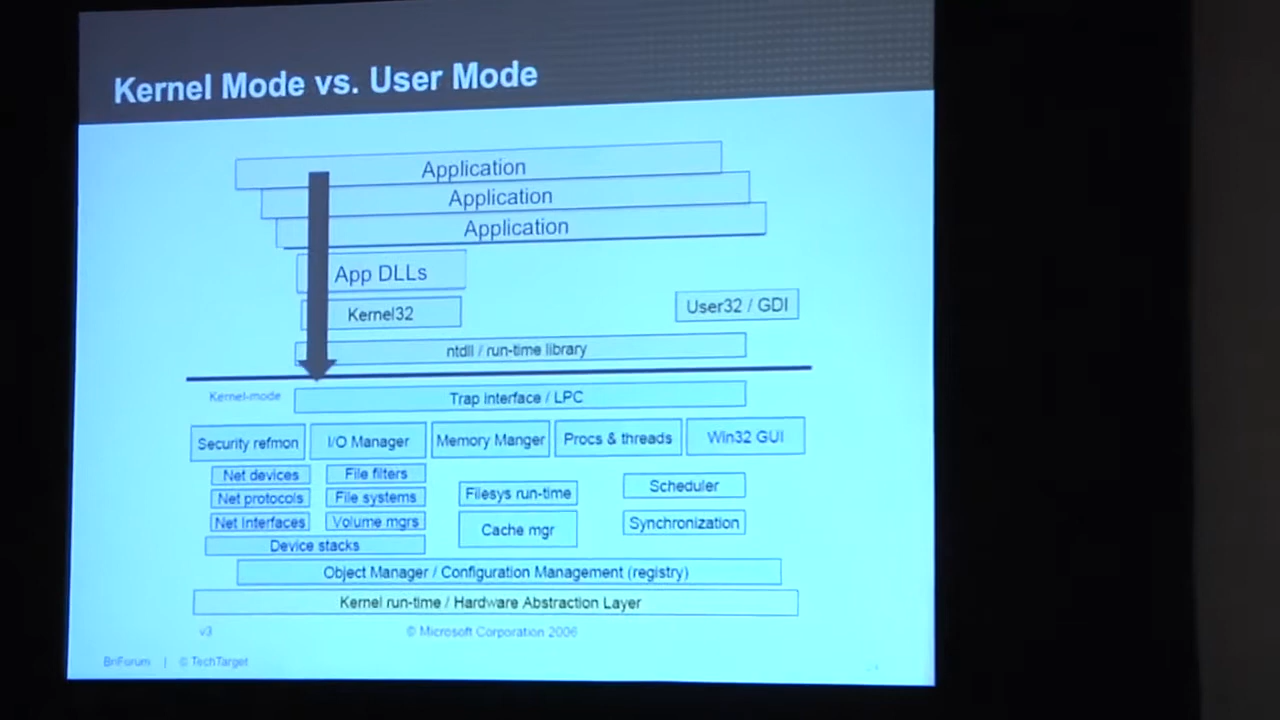 Kernel Mode vs. User Mode
Application
Application
Application
App DLLs
Kernel32
User32 / GDI
ntdll / run-time library
Kernel-mode
Trap interface / LPC
Security refmon
I/O Manager
Memory Manger
Procs & threads
Win32 GUI
Net devices
File filters
Net protocols
File systems
Filesys run-time
Scheduler
Net Interfaces
Volume mgrs
Cache mgr
Synchronization
Device stacks
Object Manager / Configuration Management (registry)
Kernel run-time / Hardware Abstraction Layer
v3
© Microsoft Corporation 2006
BriForum | © TechTarget